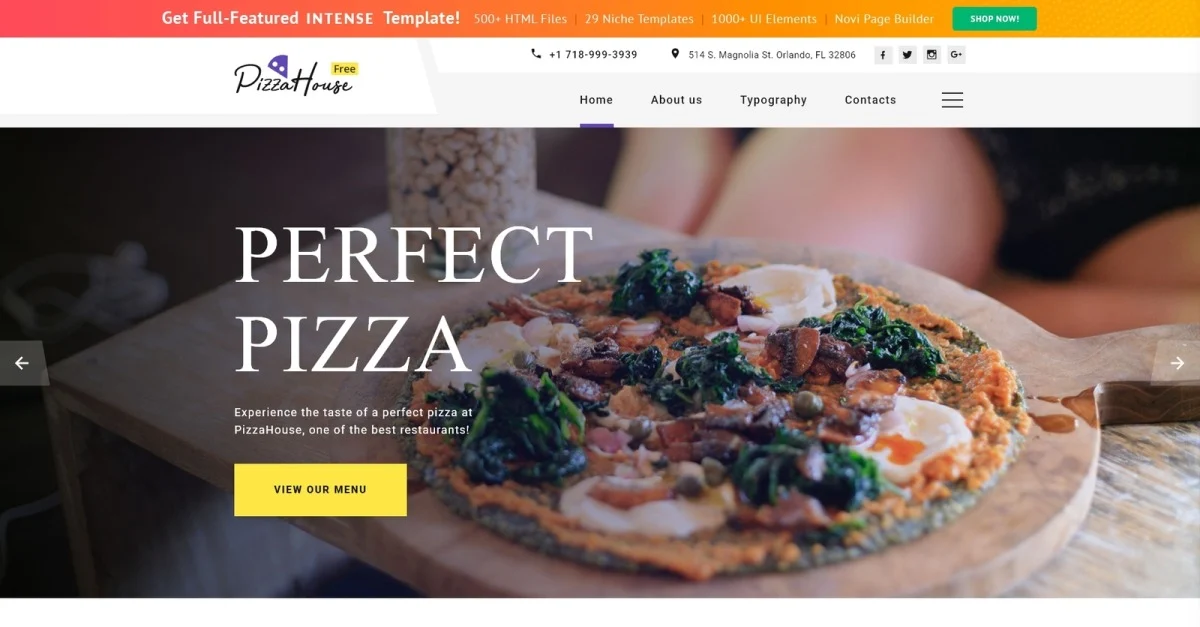 Get Full-Featured INTENSE Template! 500+ HTML Files | 29 Niche Templates | 1000+ UI Elements | Novi Page Builder SHOP NOW!
+1 718-999-3939 514 S. Magnolia St. Orlando, FL 32806 f G+
PizzaHouse Free
Home About us Typography Contacts
PERFECT
PIZZA
Experience the taste of a perfect pizza at
PizzaHouse, one of the best restaurants!
VIEW OUR MENU